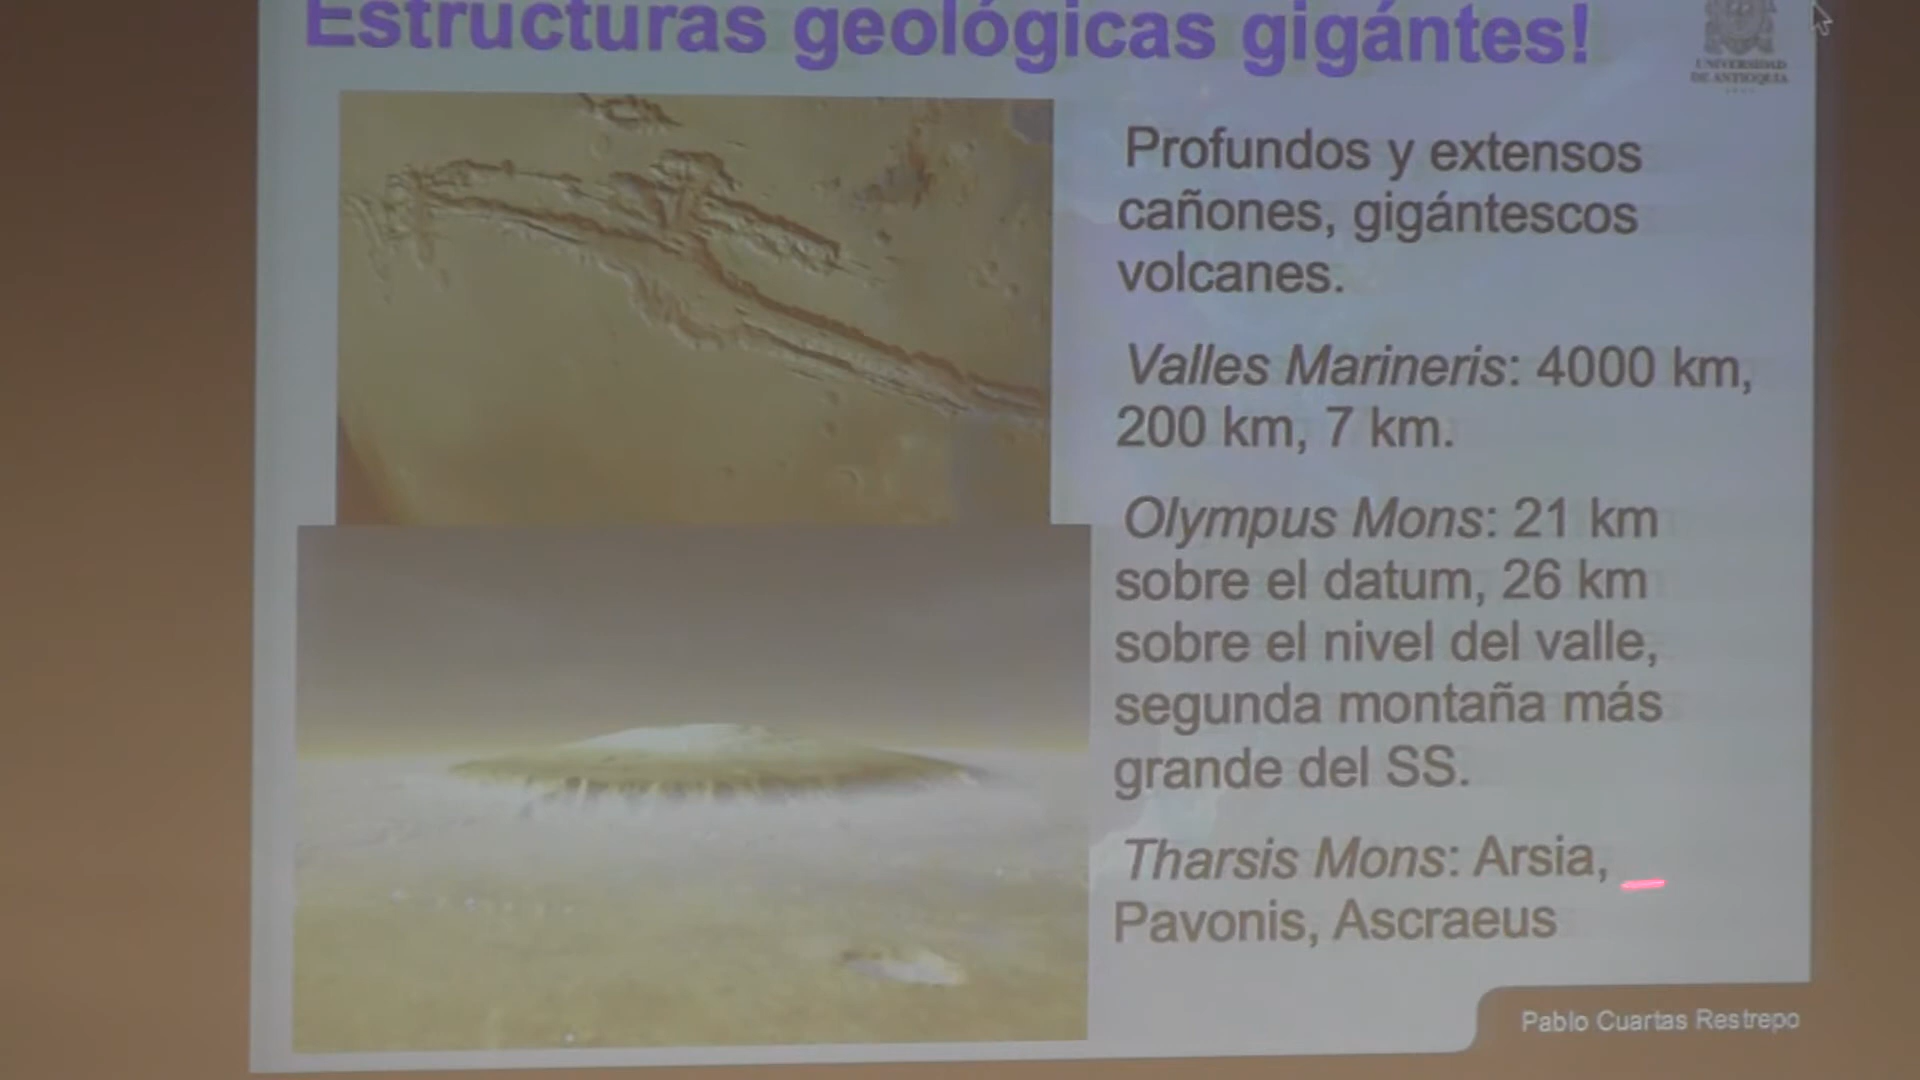 Estructuras geológicas gigántes!
UNIVERSIDAD
DE ANTIOQUIA
Profundos y extensos
cañones, gigántescos
volcanes.
Valles Marineris: 4000 km,
200 km, 7 km.
Olympus Mons: 21 km
sobre el datum, 26 km
sobre el nivel del valle,
segunda montaña más
grande del SS.
Tharsis Mons: Arsia,
Pavonis, Ascraeus
Pablo Cuartas Restrepo